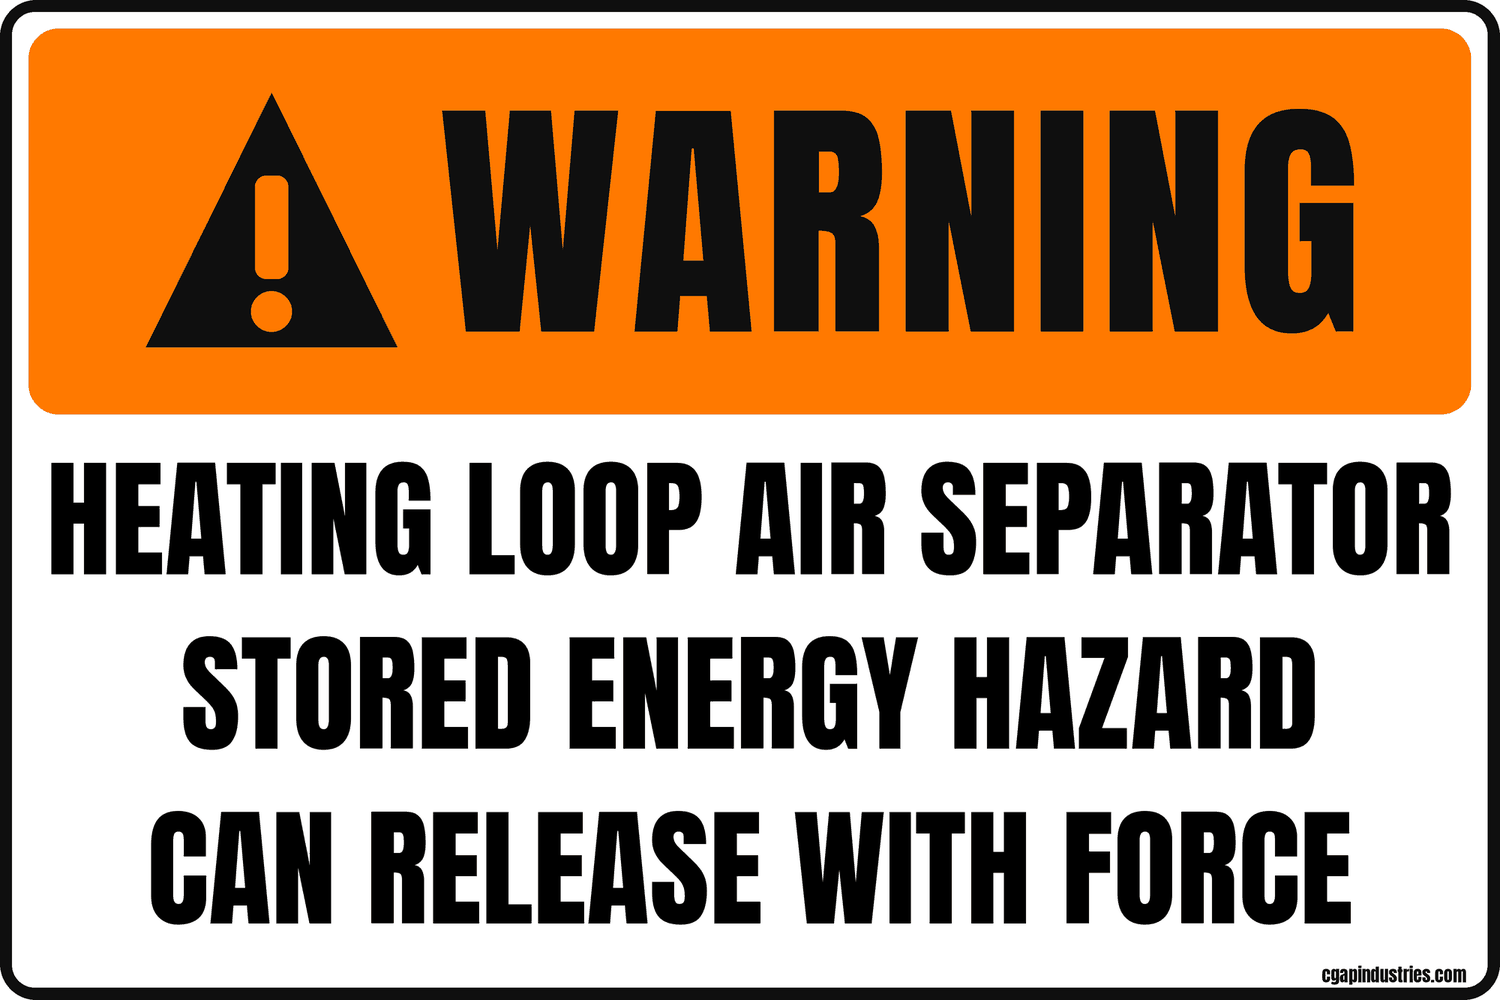 WARNING
HEATING LOOP AIR SEPARATOR
STORED ENERGY HAZARD
CAN RELEASE WITH FORCE
cgapindustries.com